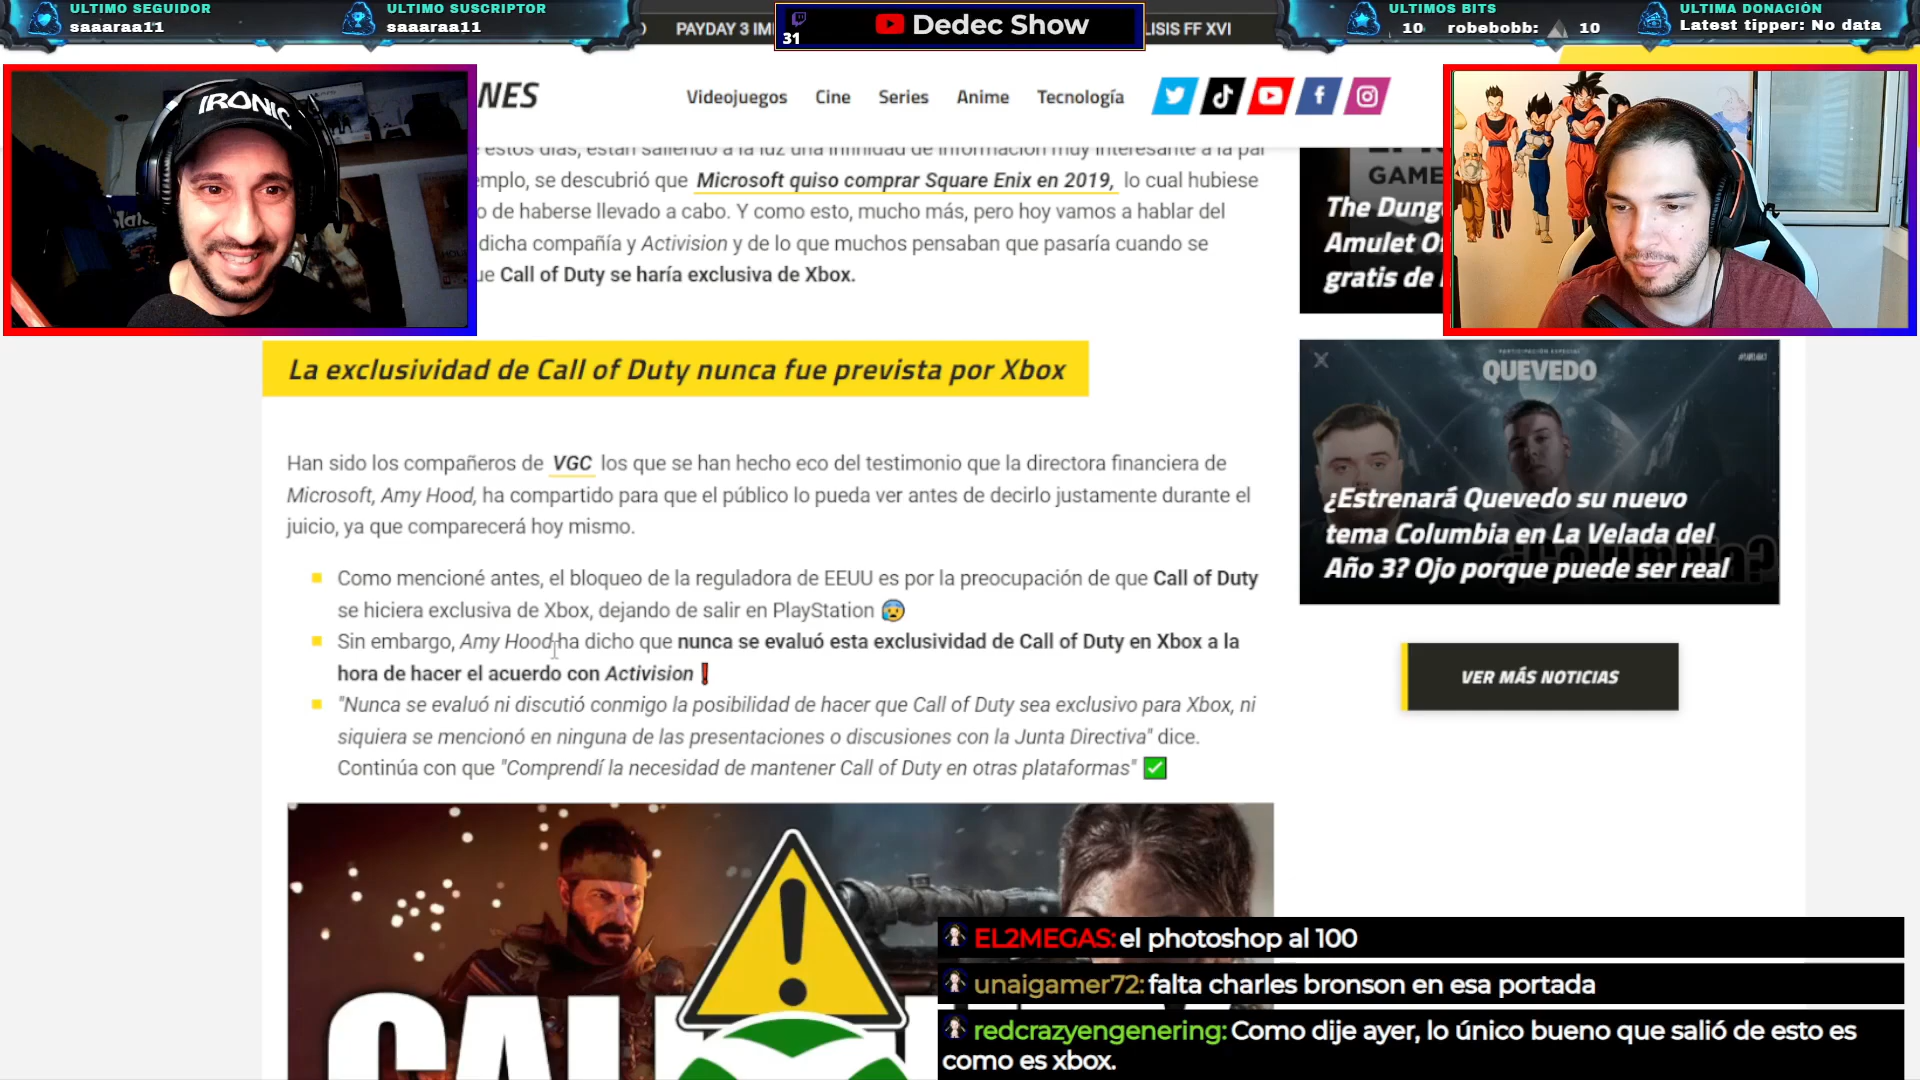 ULTIMO SEGUIDOR
saaaraa11
ULTIMO SUSCRIPTOR
saaaraa11
PAYDAY 3 IM
31
Dedec Show
LISIS FF XVI
ULTIMOS BITS
10 robebobb: 10
ULTIMA DONACIÓN
Latest tipper: No data
IRONIC
NES
Videojuegos
Cine
Series
Anime
Tecnología
estos días, están saliendo a la luz una infinidad de información muy interesante a la par
emplo, se descubrió que Microsoft quiso comprar Square Enix en 2019, lo cual hubiese
o de haberse llevado a cabo. Y como esto, mucho más, pero hoy vamos a hablar del
dicha compañía y Activision y de lo que muchos pensaban que pasaría cuando se
ue Call of Duty se haría exclusiva de Xbox.
GAME
The Dung
Amulet O
gratis de
La exclusividad de Call of Duty nunca fue prevista por Xbox
Han sido los compañeros de VGC los que se han hecho eco del testimonio que la directora financiera de
Microsoft, Amy Hood, ha compartido para que el público lo pueda ver antes de decirlo justamente durante el
juicio, ya que comparecerá hoy mismo.
Como mencioné antes, el bloqueo de la reguladora de EEUU es por la preocupación de que Call of Duty
se hiciera exclusiva de Xbox, dejando de salir en PlayStation 😰
Sin embargo, Amy Hood ha dicho que nunca se evaluó esta exclusividad de Call of Duty en Xbox a la
hora de hacer el acuerdo con Activision❗
"Nunca se evaluó ni discutió conmigo la posibilidad de hacer que Call of Duty sea exclusivo para Xbox, ni
siquiera se mencionó en ninguna de las presentaciones o discusiones con la Junta Directiva" dice.
Continúa con que "Comprendí la necesidad de mantener Call of Duty en otras plataformas" ✅
PARTICIPACIÓN ESPECIAL
QUEVEDO
¿Estrenará Quevedo su nuevo
tema Columbia en La Velada del
Año 3? Ojo porque puede ser real
VER MÁS NOTICIAS
CALL
EL2MEGAS: el photoshop al 100
unaigamer72: falta charles bronson en esa portada
redcrazyengenering: Como dije ayer, lo único bueno que salió de esto es
como es xbox.